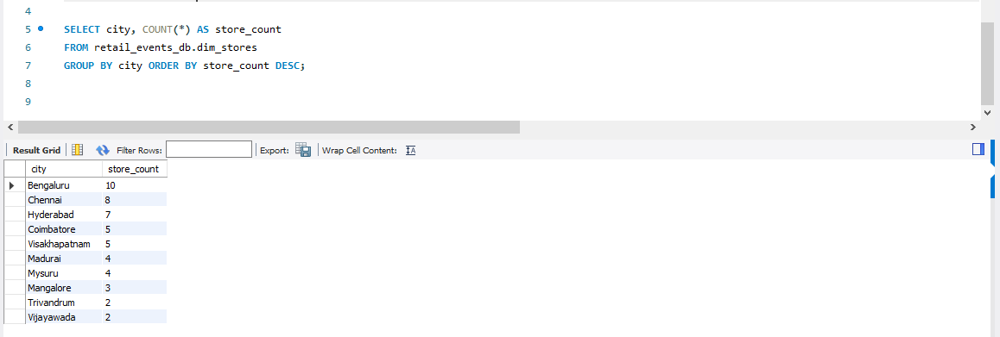 4
5 SELECT city, COUNT(*) AS store_count
6 FROM retail_events_db.dim_stores
7 GROUP BY city ORDER BY store_count DESC;
8
9
Result Grid Filter Rows: Export: Wrap Cell Content:
city store_count
Bengaluru 10
Chennai 8
Hyderabad 7
Coimbatore 5
Visakhapatnam 5
Madurai 4
Mysuru 4
Mangalore 3
Trivandrum 2
Vijayawada 2